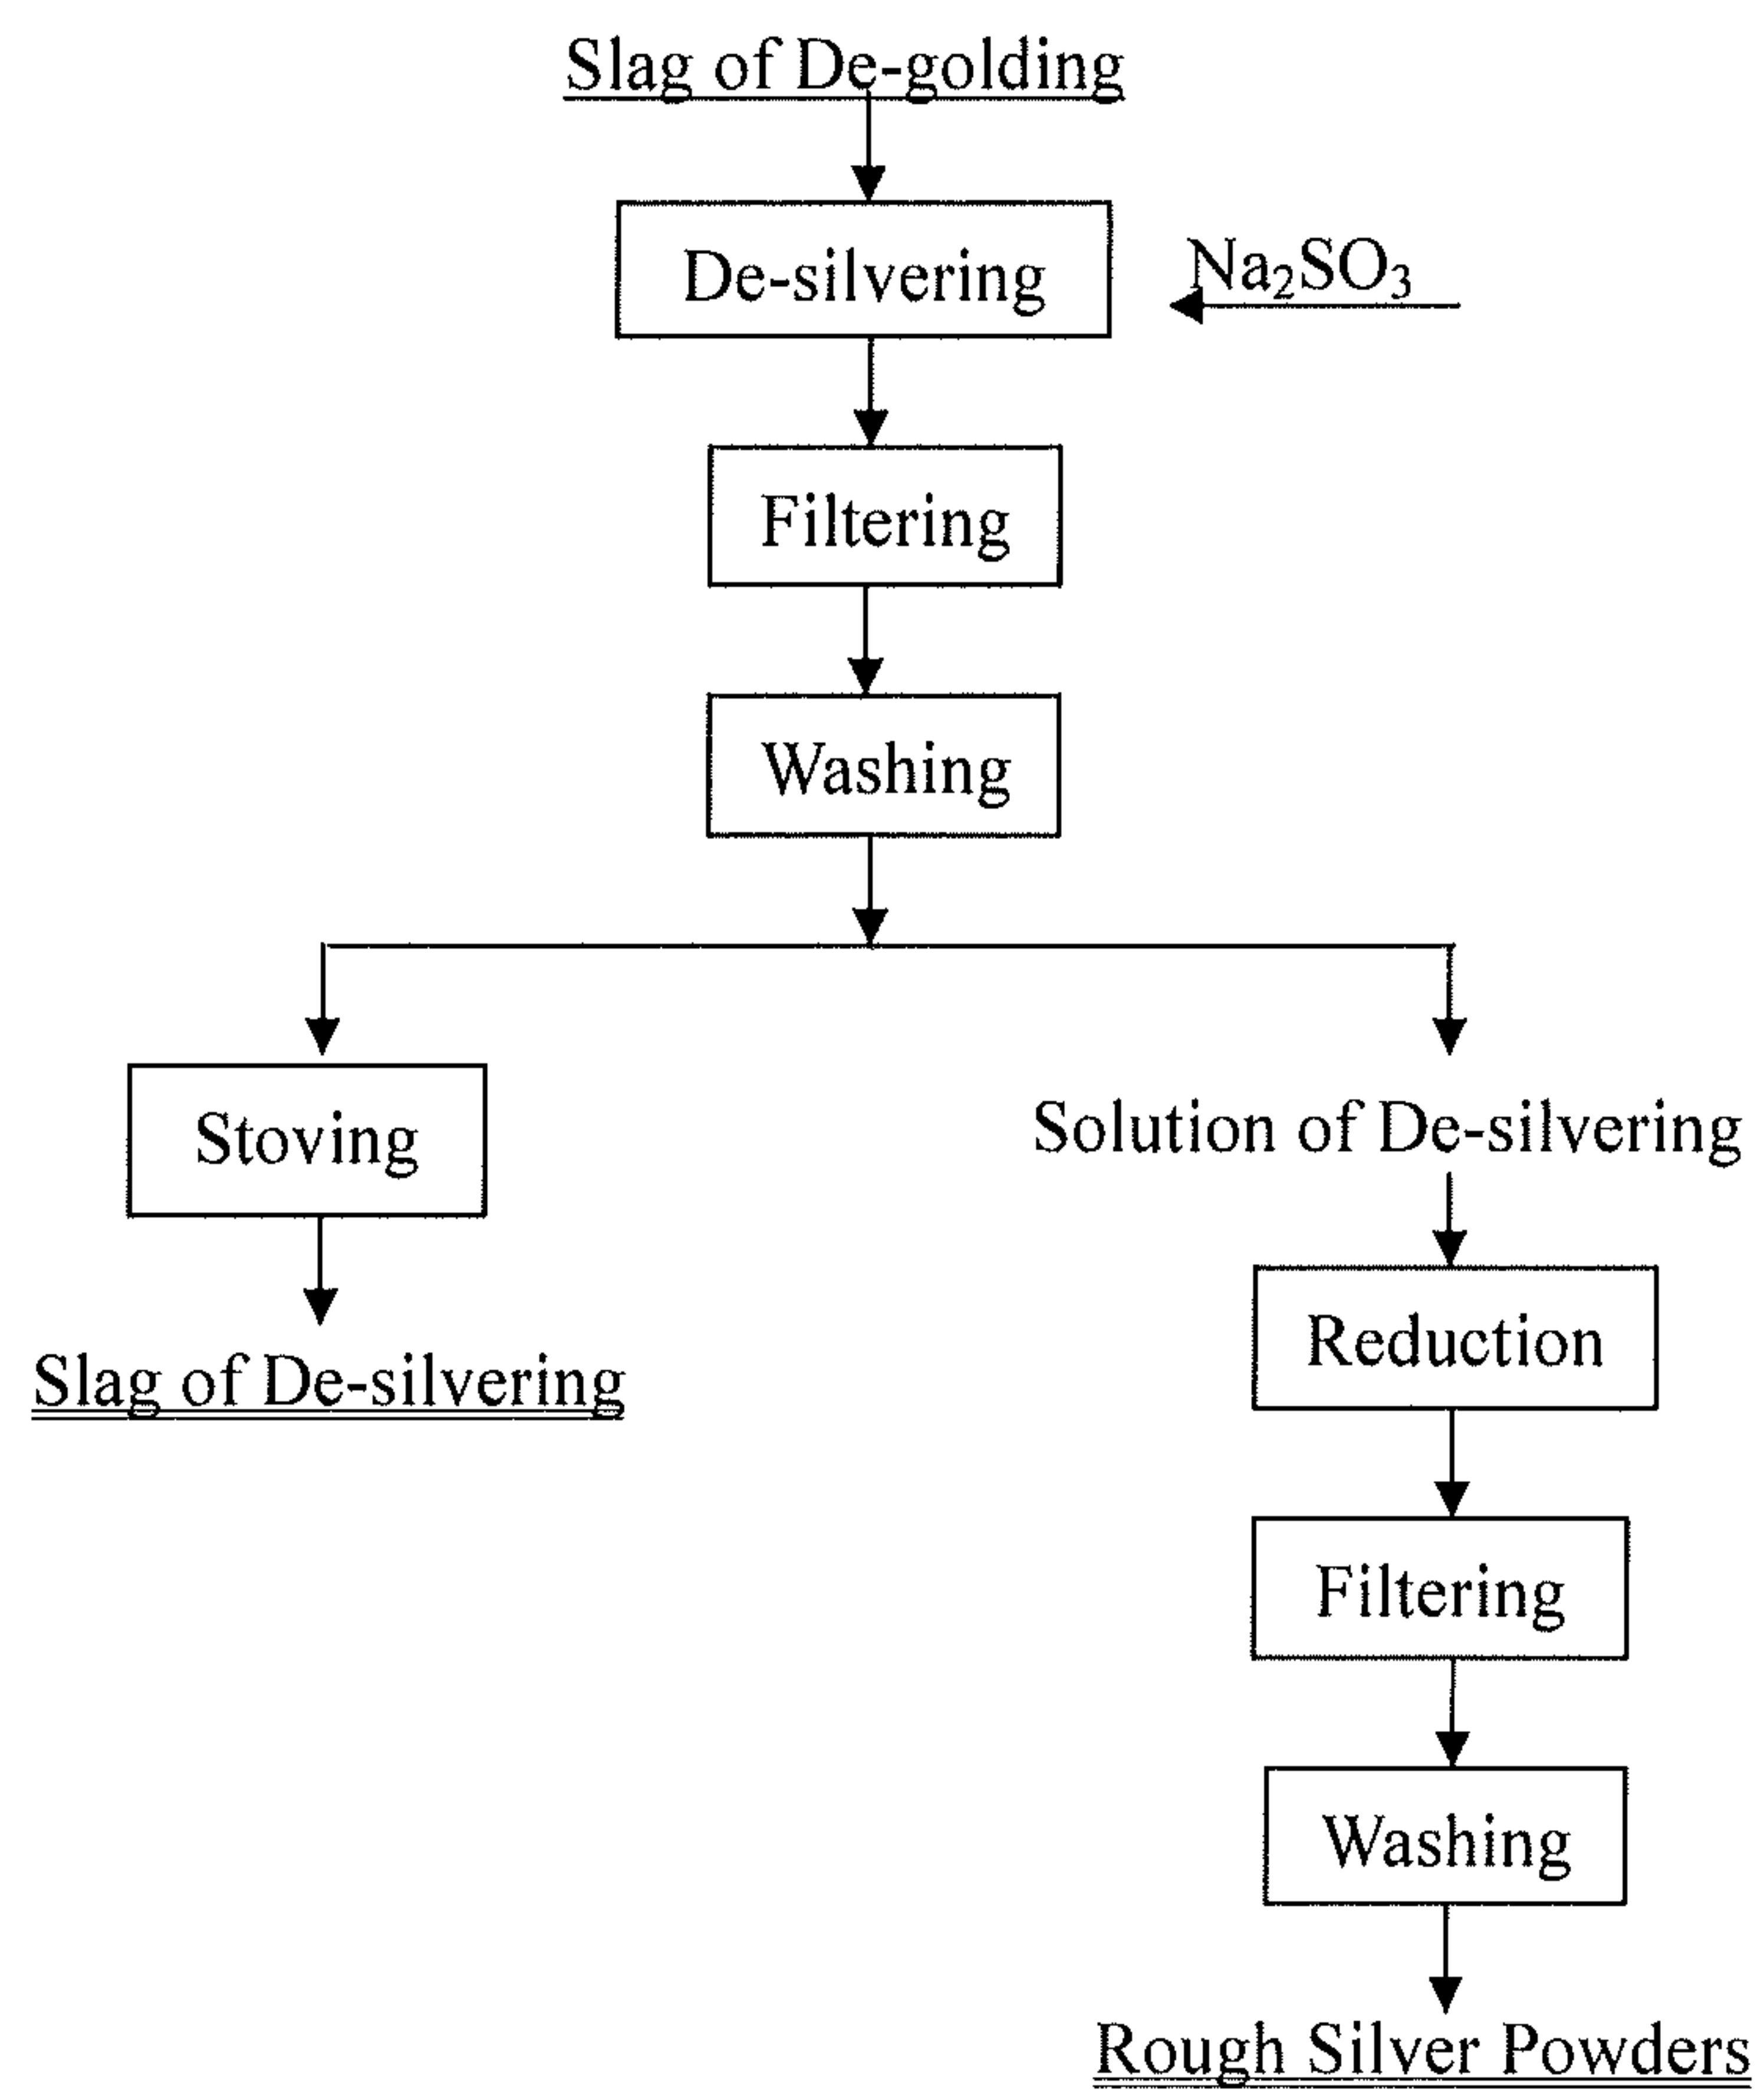 Slag of De-golding
De-silvering
Na₂SO₃
Filtering
Washing
Stoving
Solution of De-silvering
Slag of De-silvering
Reduction
Filtering
Washing
Rough Silver Powders